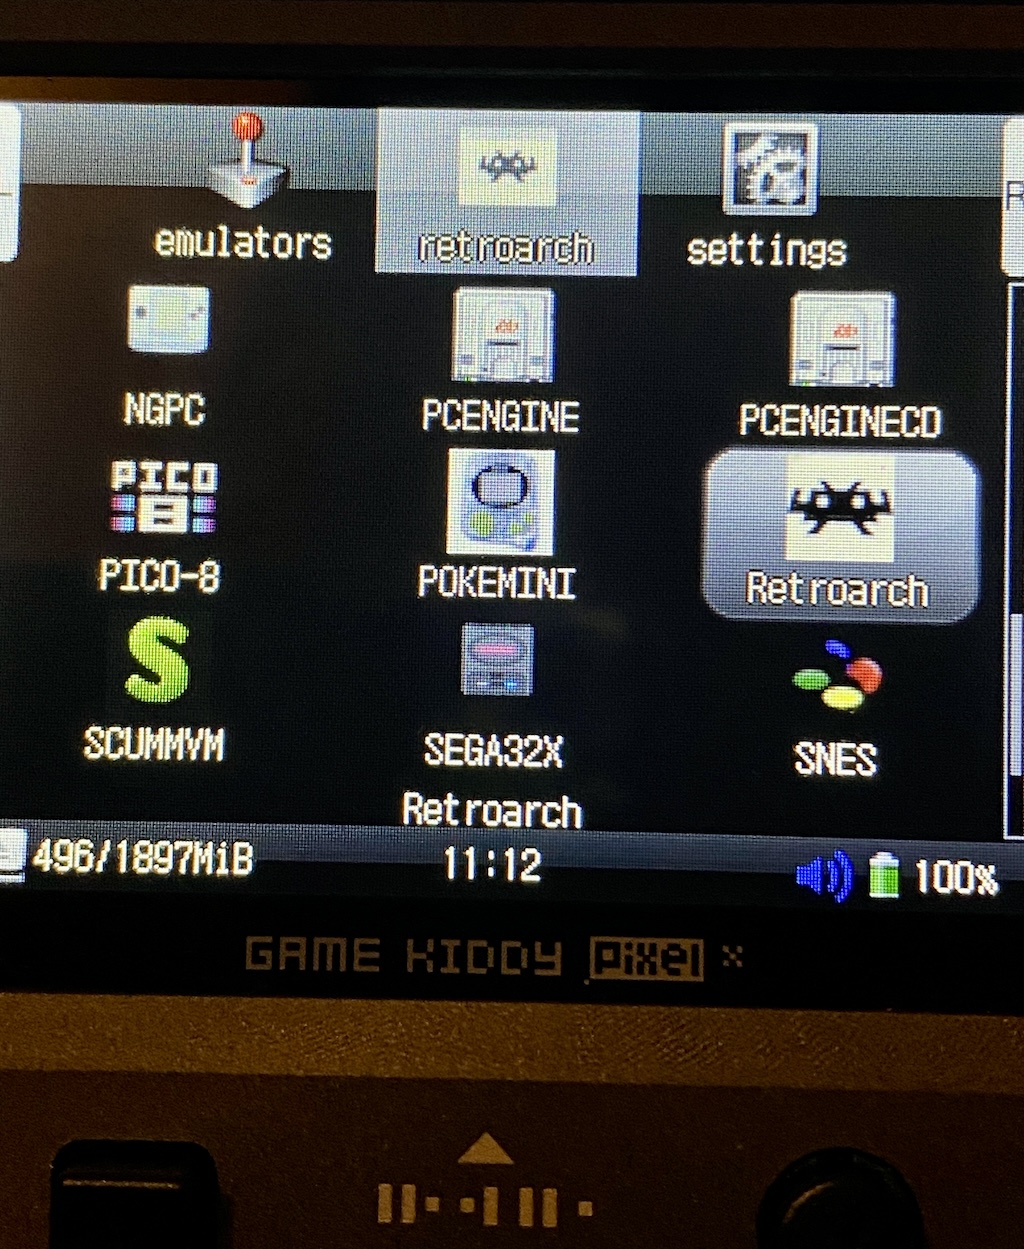 emulators retroarch settings
NGPC PCENGINE PCENGINECD
PICO
8
PICO-8 POKEMINI Retroarch
S
SCUMMVM SEGA32X SNES
Retroarch
496/1897MiB 11:12 100%
GAME KIDDY pixel x